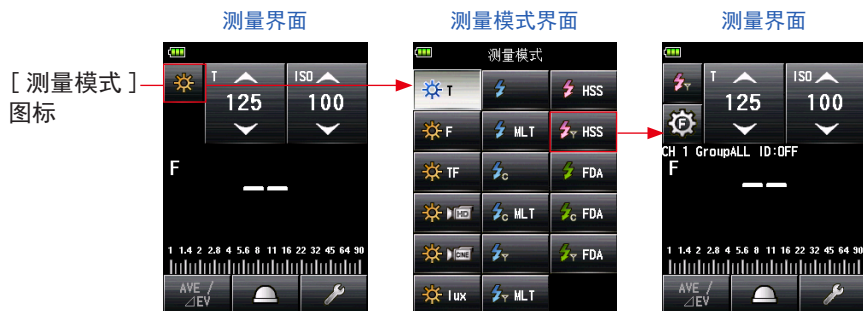 测量界面
测量模式界面
测量界面
[ 测量模式 ]
图标
T
125
ISO
100
F
1 1.4 2 2.8 4 5.6 8 11 16 22 32 45 64 90
AVE /
⊿EV
测量模式
T
HSS
F
MLT
HSS
TF
C
FDA
HD
C MLT
C FDA
CINE
FDA
lux
MLT
T
125
ISO
100
F
CH 1 GroupALL ID:OFF
F
1 1.4 2 2.8 4 5.6 8 11 16 22 32 45 64 90
AVE /
⊿EV